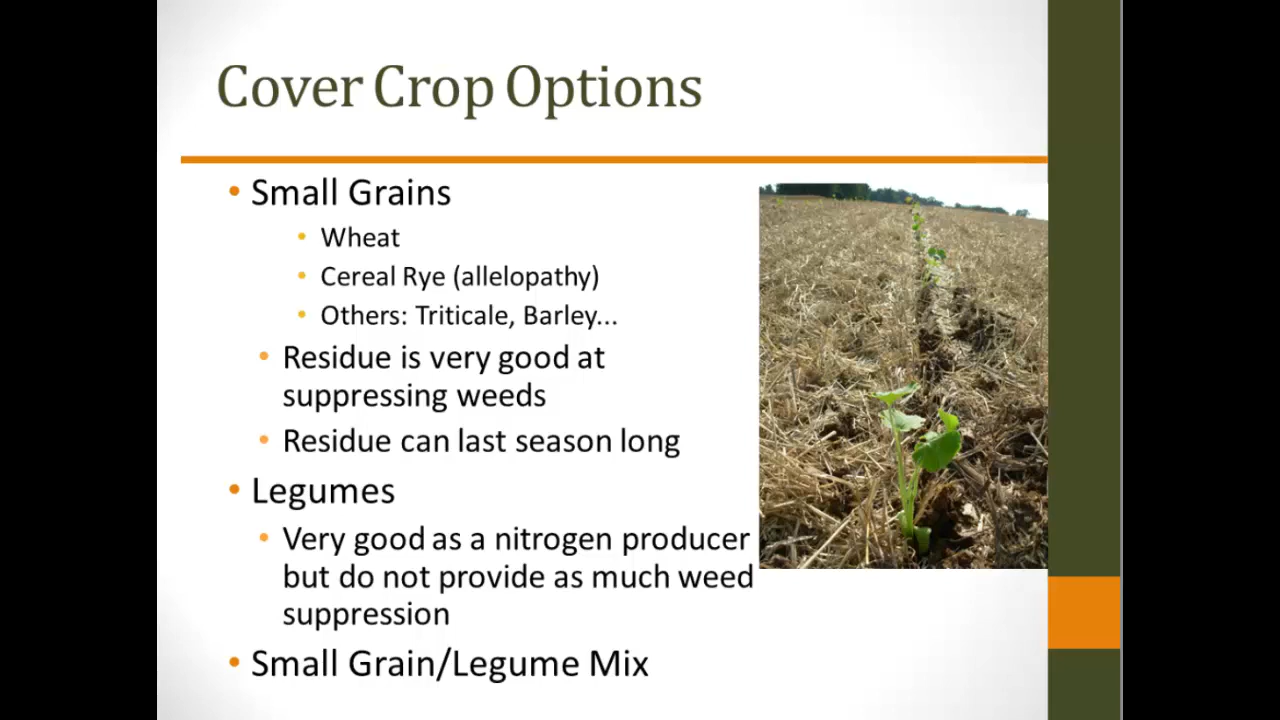 Cover Crop Options
• Small Grains
• Wheat
• Cereal Rye (allelopathy)
• Others: Triticale, Barley...
• Residue is very good at
suppressing weeds
• Residue can last season long
• Legumes
• Very good as a nitrogen producer
but do not provide as much weed
suppression
• Small Grain/Legume Mix